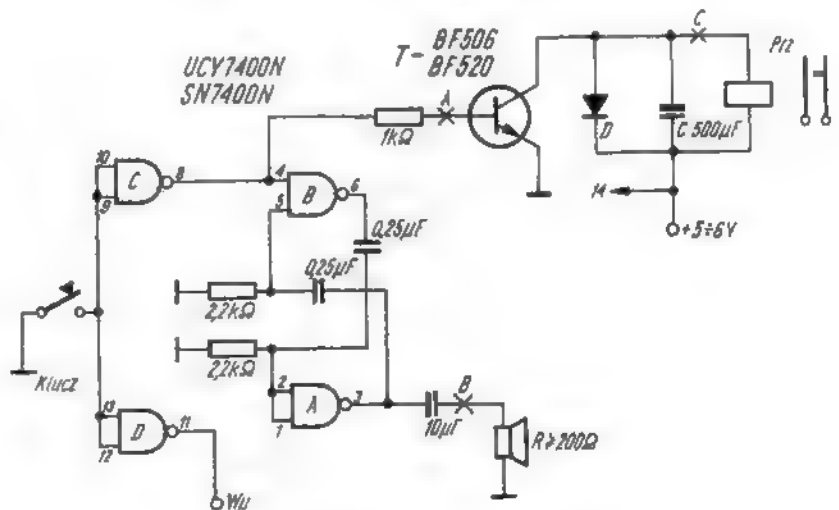 UCY7400N
SN7400N
T- BF506
BF520
C
Prz
A
1kΩ
D
C 500µF
10
9
C
8
4
5
B
6
14
+5÷6V
0,25µF
0,25µF
2,2kΩ
2,2kΩ
Klucz
2
1
A
3
B
10µF
R≥200Ω
13
12
D
11
Wu